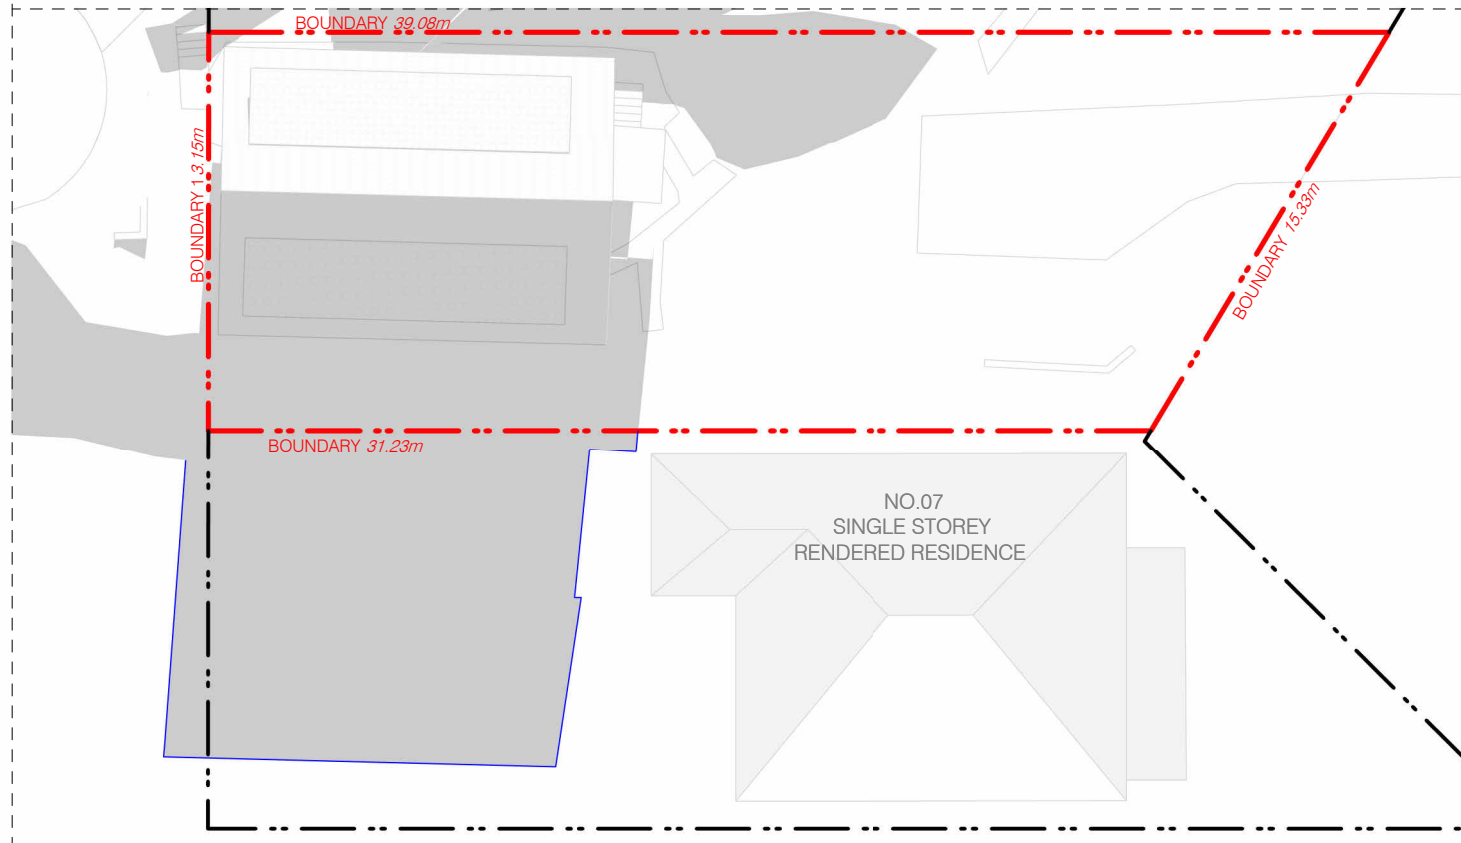 BOUNDARY 39.08m
BOUNDARY 13.15m
BOUNDARY 15.33m
BOUNDARY 31.23m
NO.07
SINGLE STOREY
RENDERED RESIDENCE